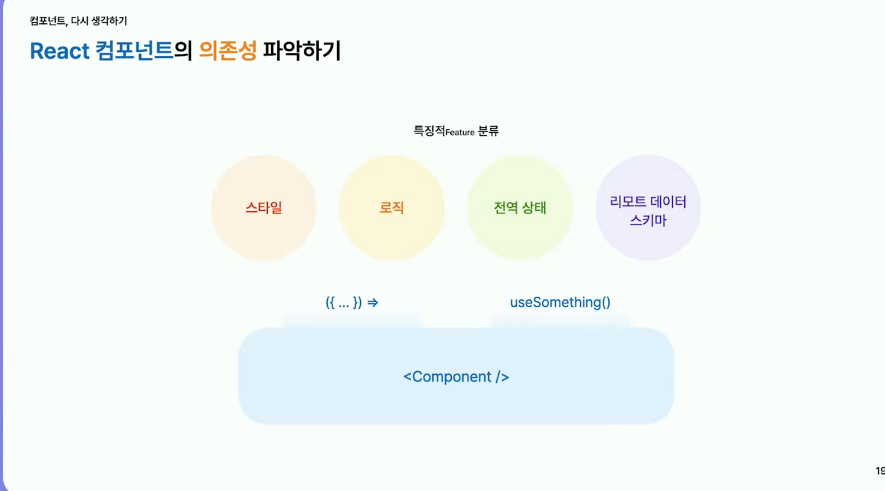 컴포넌트, 다시 생각하기
React 컴포넌트의 의존성 파악하기
특징적Feature 분류
스타일
로직
전역 상태
리모트 데이터
스키마
({ ... }) ⇒
useSomething()
<Component />
19